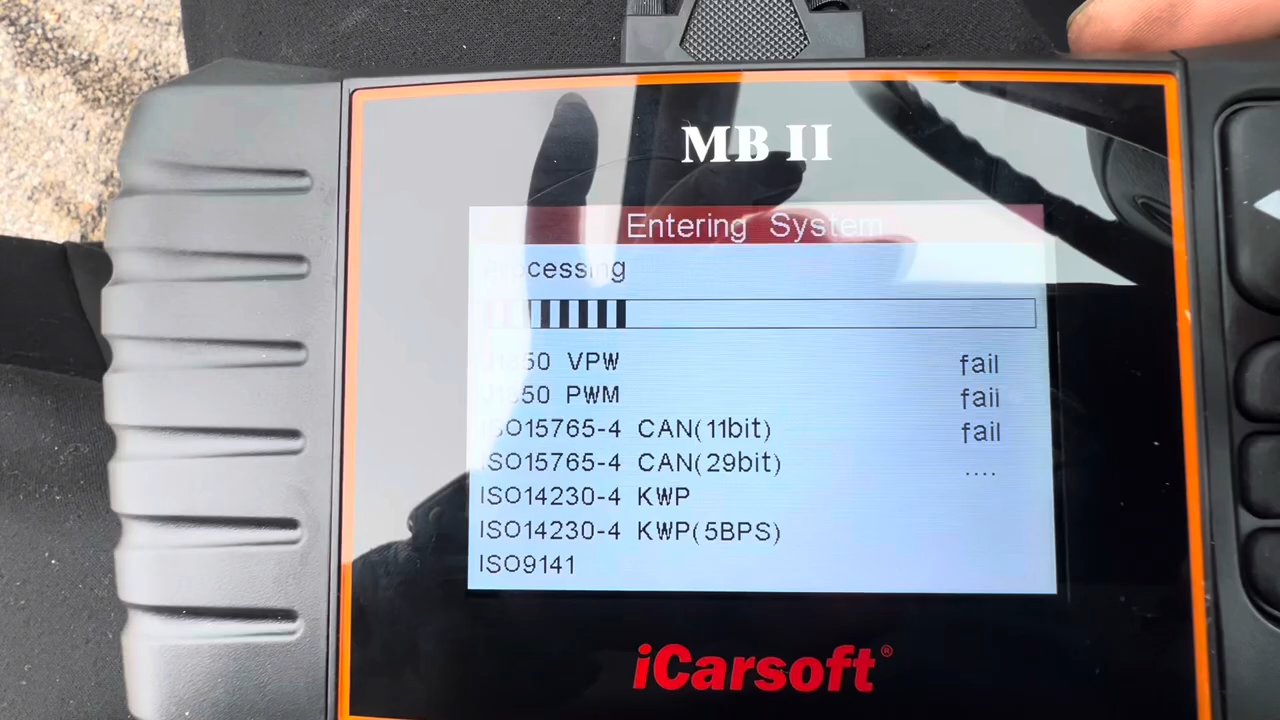 MB II
Entering System
Processing
J1850 VPW fail
J1850 PWM fail
ISO15765-4 CAN(11bit) fail
ISO15765-4 CAN(29bit) ....
ISO14230-4 KWP
ISO14230-4 KWP(5BPS)
ISO9141
iCarsoft®